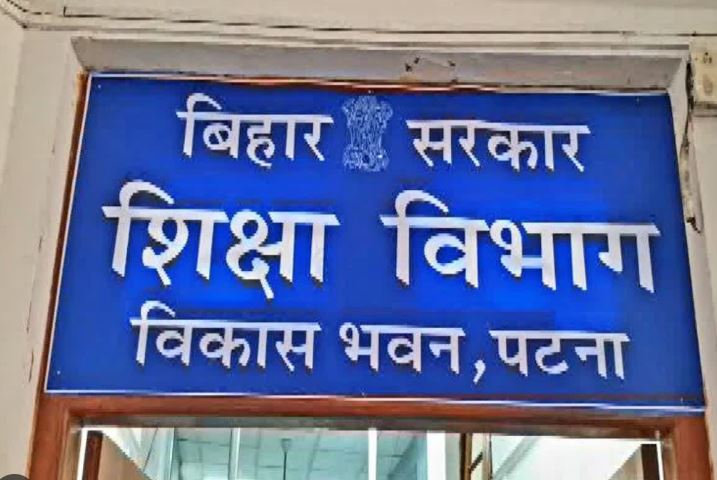 बिहार सरकार
शिक्षा विभाग
विकास भवन, पटना